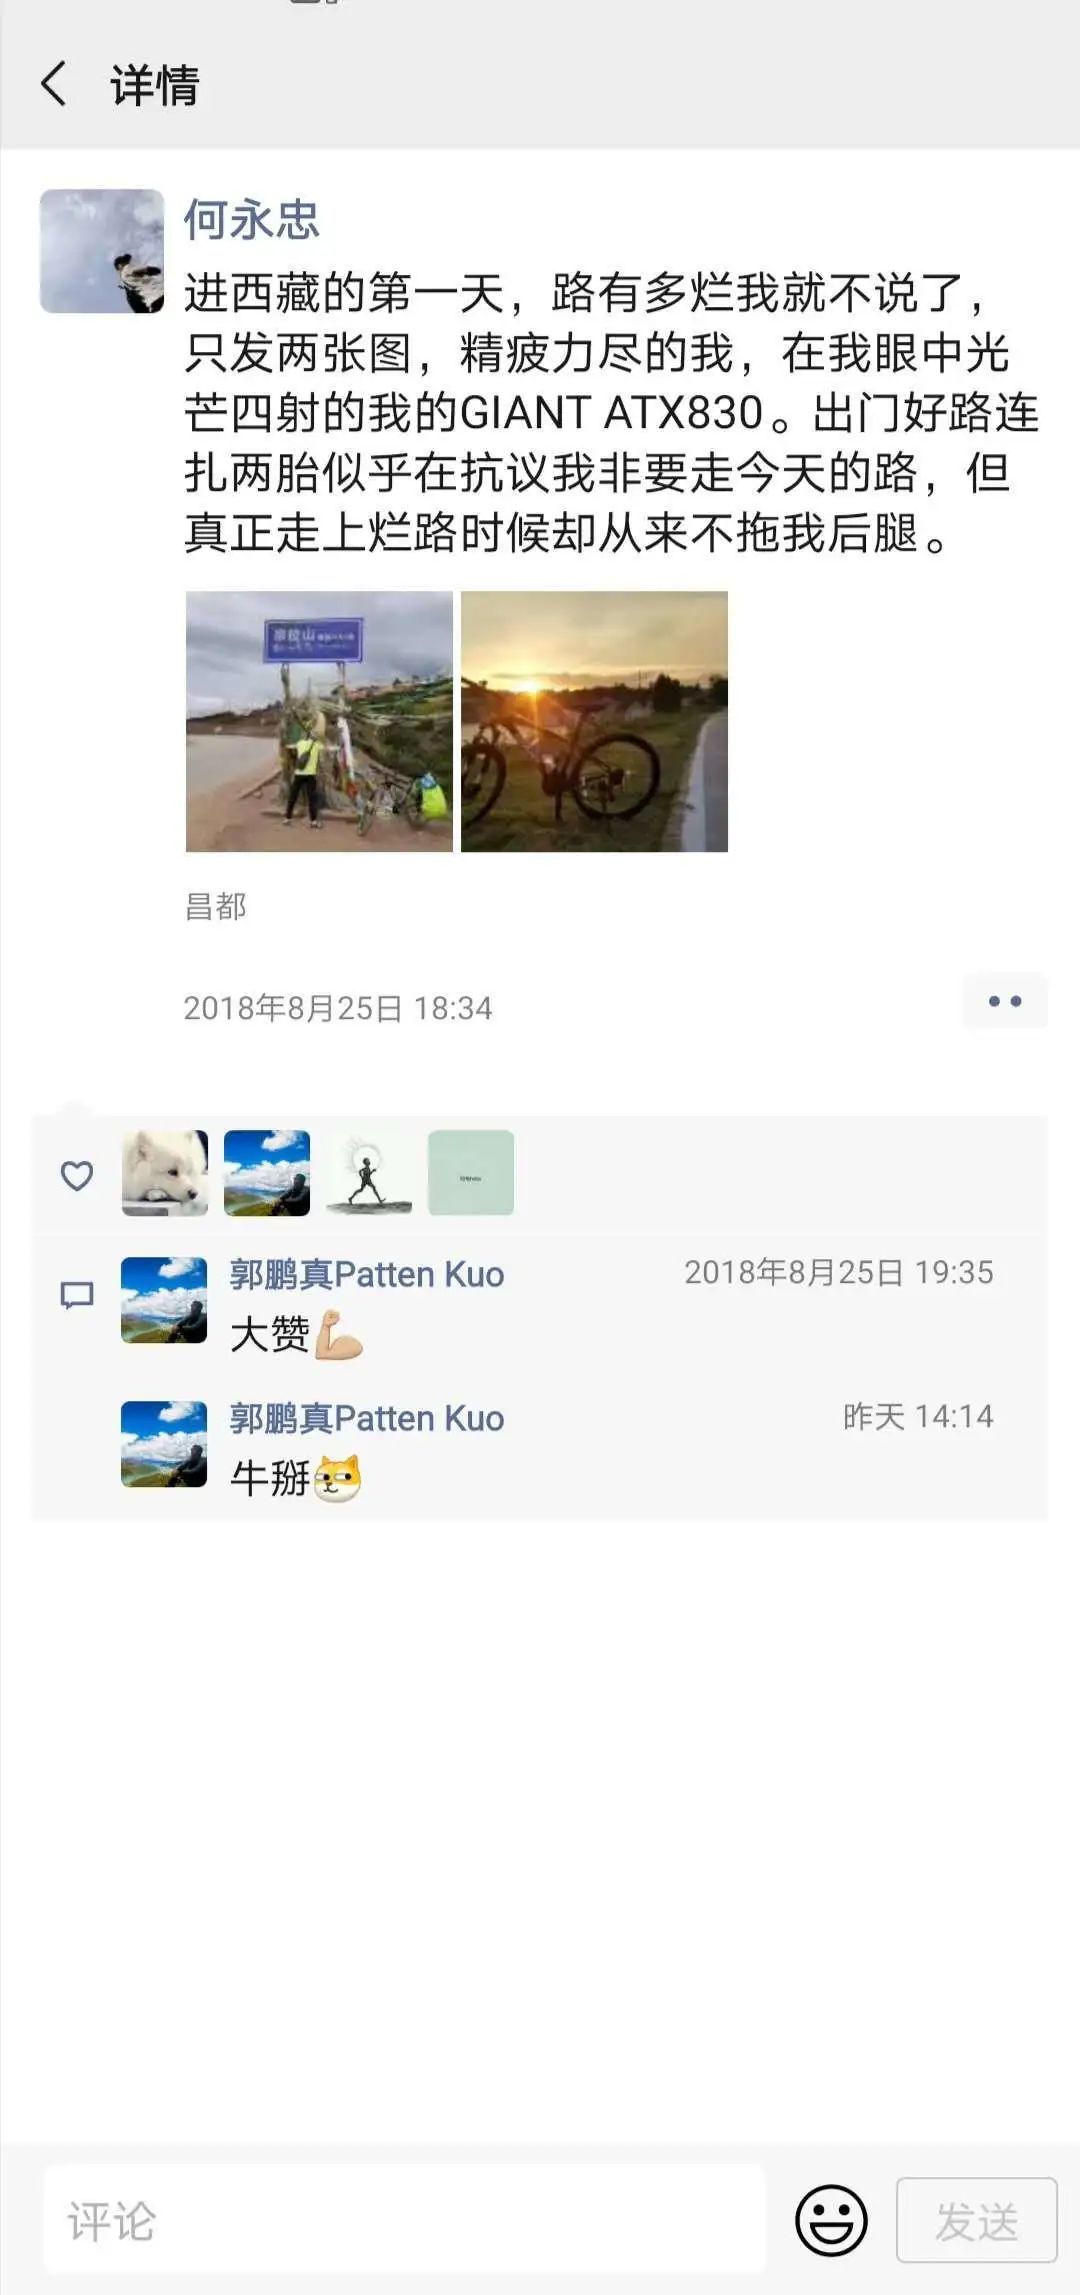 详情
何永忠
进西藏的第一天，路有多烂我就不说了，
只发两张图，精疲力尽的我，在我眼中光
芒四射的我的GIANT ATX830。出门好路连
扎两胎似乎在抗议我非要走今天的路，但
真正走上烂路时候却从来不拖我后腿。
昌都
2018年8月25日 18:34
郭鹏真Patten Kuo 2018年8月25日 19:35
大赞
郭鹏真Patten Kuo 昨天 14:14
牛掰
评论 发送